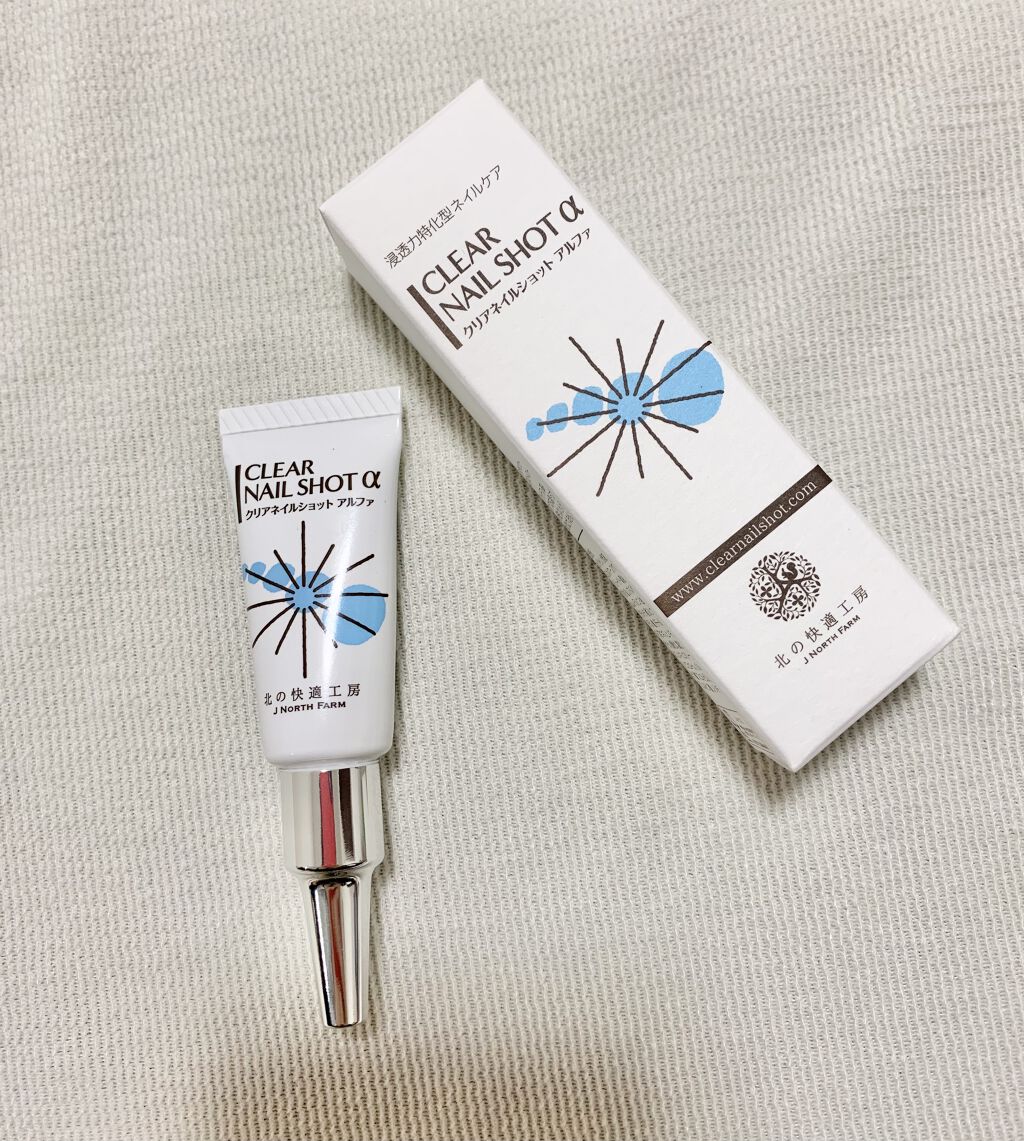 浸透力特化型 ネイルケア
CLEAR
NAIL SHOT α
クリアネイルショット アルファ
www.clearnailshot.com
北の快適工房
J NORTH FARM
CLEAR
NAIL SHOT α
クリアネイルショット アルファ
北の快適工房
J NORTH FARM